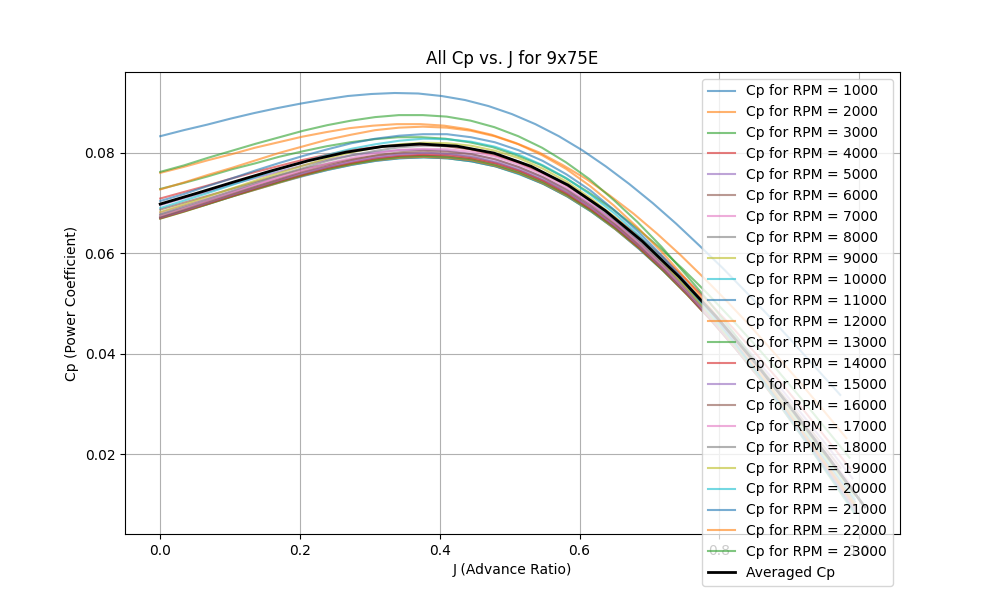 All Cp vs. J for 9x75E
Cp (Power Coefficient)
0.08
0.06
0.04
0.02
0.0
0.2
0.4
0.6
0.8
J (Advance Ratio)
Cp for RPM = 1000
Cp for RPM = 2000
Cp for RPM = 3000
Cp for RPM = 4000
Cp for RPM = 5000
Cp for RPM = 6000
Cp for RPM = 7000
Cp for RPM = 8000
Cp for RPM = 9000
Cp for RPM = 10000
Cp for RPM = 11000
Cp for RPM = 12000
Cp for RPM = 13000
Cp for RPM = 14000
Cp for RPM = 15000
Cp for RPM = 16000
Cp for RPM = 17000
Cp for RPM = 18000
Cp for RPM = 19000
Cp for RPM = 20000
Cp for RPM = 21000
Cp for RPM = 22000
Cp for RPM = 23000
Averaged Cp